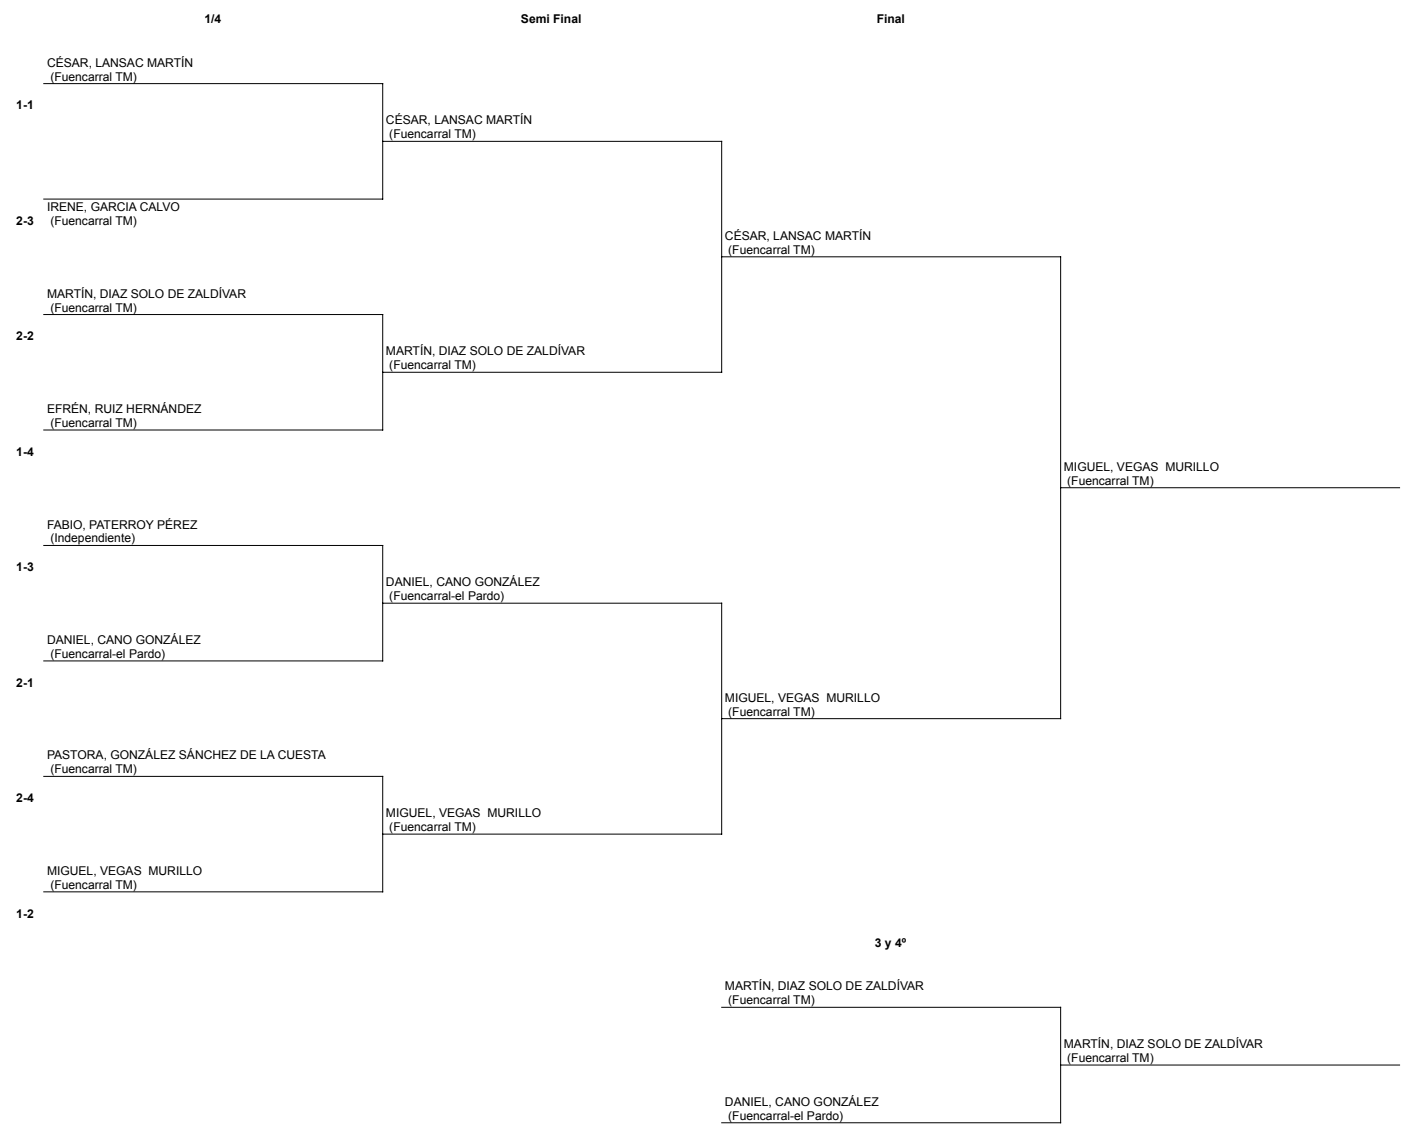 1/4 Semi Final Final
CÉSAR, LANSAC MARTÍN
(Fuencarral TM)
1-1
CÉSAR, LANSAC MARTÍN
(Fuencarral TM)
IRENE, GARCIA CALVO
2-3 (Fuencarral TM)
CÉSAR, LANSAC MARTÍN
(Fuencarral TM)
MARTÍN, DIAZ SOLO DE ZALDÍVAR
(Fuencarral TM)
2-2
MARTÍN, DIAZ SOLO DE ZALDÍVAR
(Fuencarral TM)
EFRÉN, RUIZ HERNÁNDEZ
(Fuencarral TM)
1-4
MIGUEL, VEGAS  MURILLO
(Fuencarral TM)
FABIO, PATERROY PÉREZ
(Independiente)
1-3
DANIEL, CANO GONZÁLEZ
(Fuencarral-el Pardo)
DANIEL, CANO GONZÁLEZ
(Fuencarral-el Pardo)
2-1
MIGUEL, VEGAS  MURILLO
(Fuencarral TM)
PASTORA, GONZÁLEZ SÁNCHEZ DE LA CUESTA
(Fuencarral TM)
2-4
MIGUEL, VEGAS  MURILLO
(Fuencarral TM)
MIGUEL, VEGAS  MURILLO
(Fuencarral TM)
1-2
3 y 4º
MARTÍN, DIAZ SOLO DE ZALDÍVAR
(Fuencarral TM)
MARTÍN, DIAZ SOLO DE ZALDÍVAR
(Fuencarral TM)
DANIEL, CANO GONZÁLEZ
(Fuencarral-el Pardo)